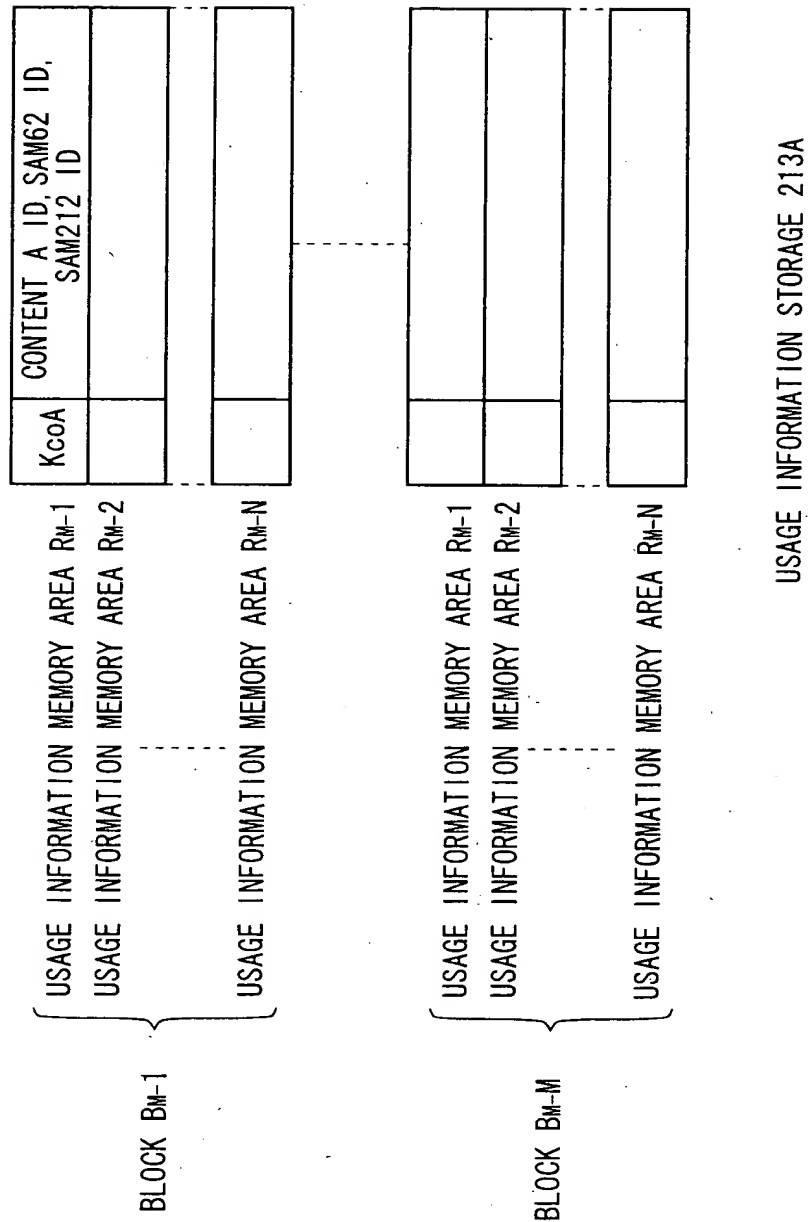 BLOCK BM-1
USAGE INFORMATION MEMORY AREA RM-1
KcoA
CONTENT A ID, SAM62 ID,
SAM212 ID
USAGE INFORMATION MEMORY AREA RM-2
USAGE INFORMATION MEMORY AREA RM-N
BLOCK BM-M
USAGE INFORMATION MEMORY AREA RM-1
USAGE INFORMATION MEMORY AREA RM-2
USAGE INFORMATION MEMORY AREA RM-N
USAGE INFORMATION STORAGE 213A